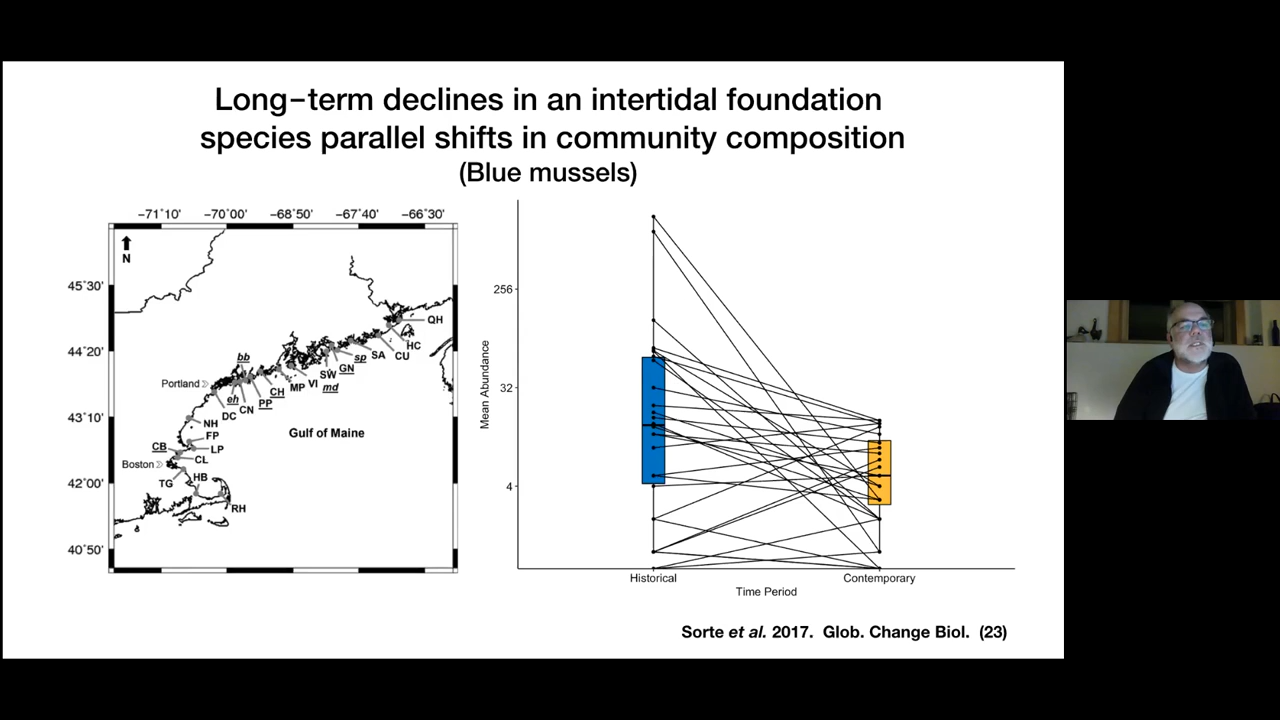 Long-term declines in an intertidal foundation
species parallel shifts in community composition
(Blue mussels)
-71˚10' -70˚00' -68˚50' -67˚40' -66˚30'
N
45˚30'
44˚20'
43˚10'
42˚00'
40˚50'
QH
HC
CU
SA
sp
GN
SW
md
VI
MP
bb
CH
PP
CN
eh
DC
Portland
NH
FP
LP
CB
CL
Boston
TG
HB
RH
Gulf of Maine
Mean Abundance
256
32
4
Historical Contemporary
Time Period
Sorte et al. 2017. Glob. Change Biol. (23)